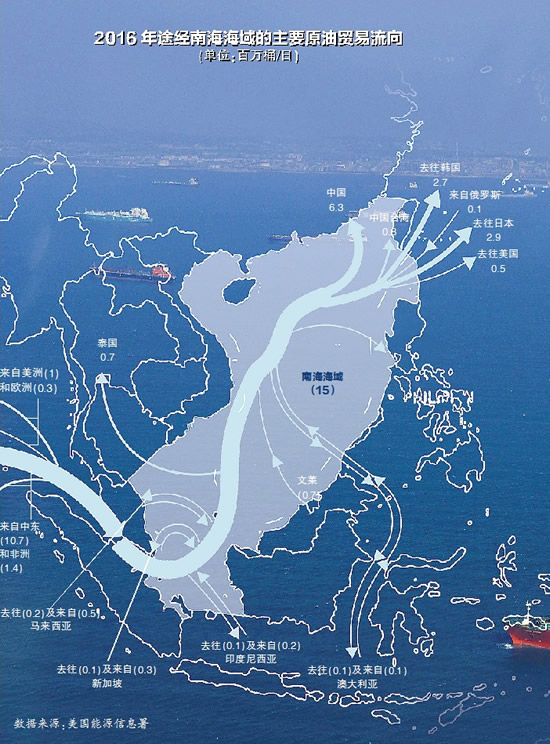 2016年途经南海海域的主要原油贸易流向
(单位:百万桶/日)
去往韩国
2.7
中国
6.3
来自俄罗斯
0.1
中国台湾
0.8
去往日本
2.9
去往美国
0.5
泰国
0.7
来自美洲(1)
和欧洲(0.3)
南海海域
(15)
文莱
来自中东
(10.7)
和非洲
(1.4)
去往(0.2)及来自(0.5)
马来西亚
去往(0.1)及来自(0.2)
印度尼西亚
去往(0.1)及来自(0.3)
新加坡
去往(0.1)及来自(0.1)
澳大利亚
数据来源:美国能源信息署